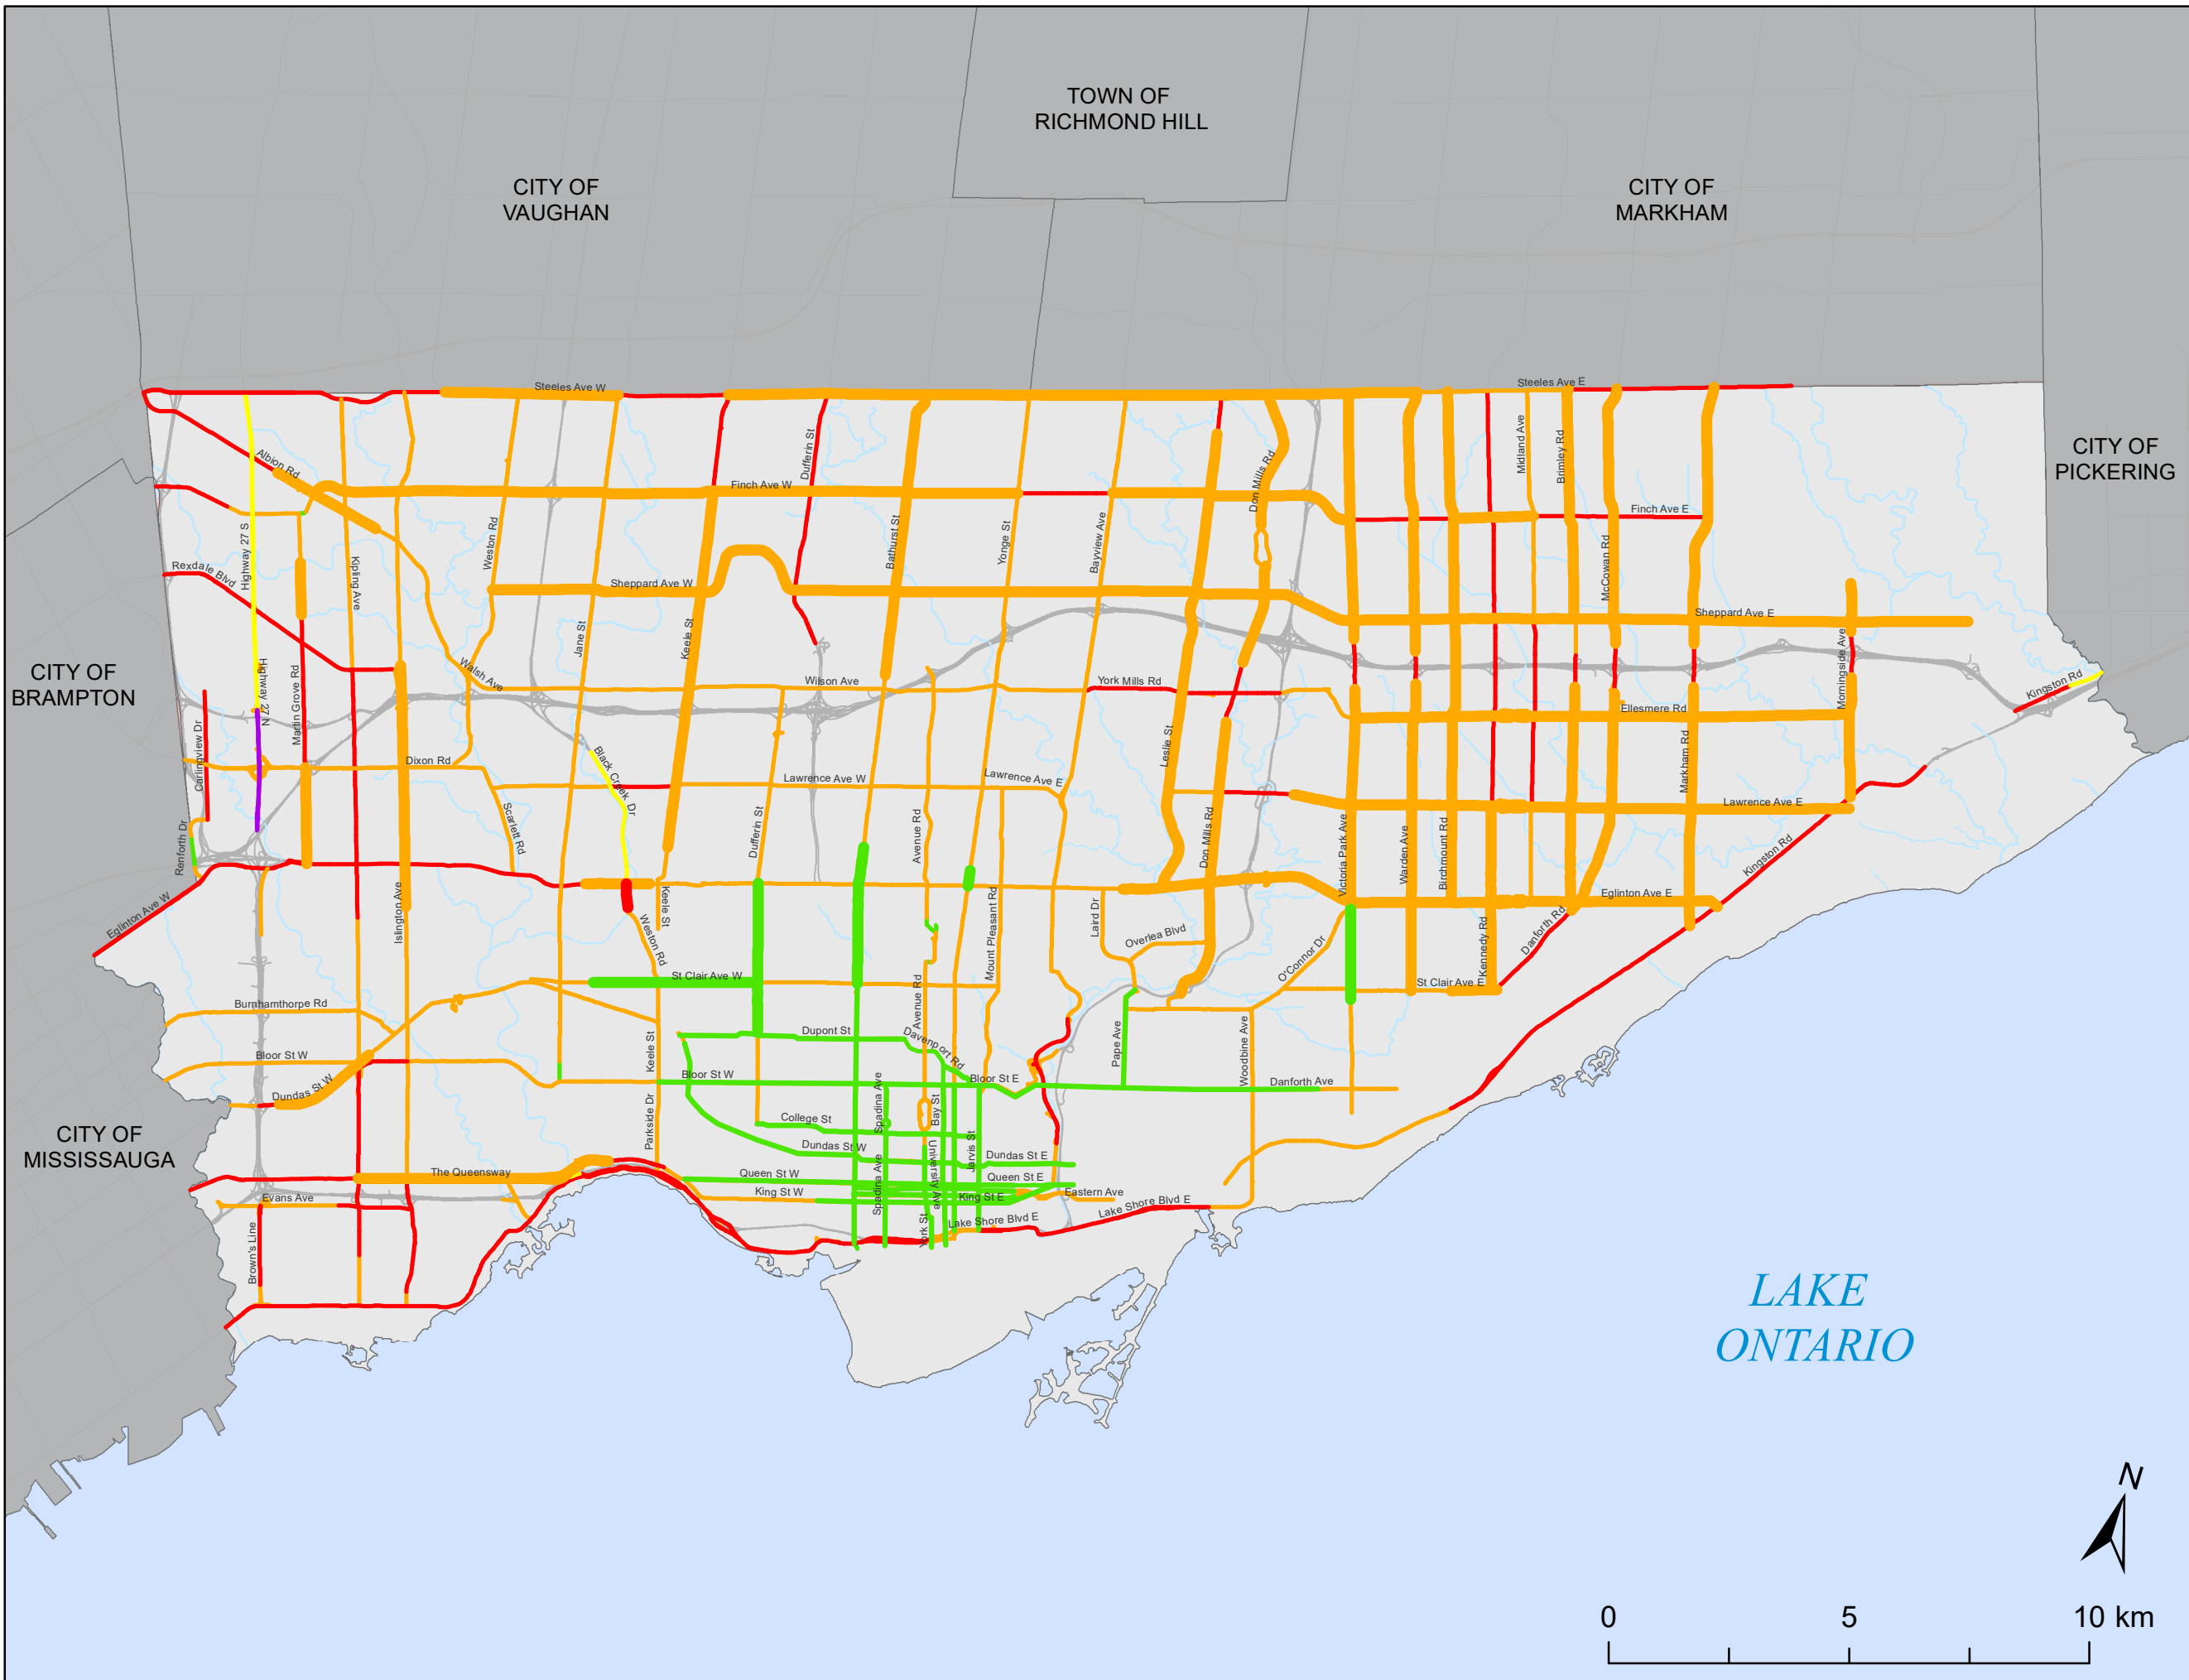 TOWN OF
RICHMOND HILL
CITY OF
VAUGHAN
CITY OF
MARKHAM
CITY OF
PICKERING
CITY OF
BRAMPTON
CITY OF
MISSISSAUGA
LAKE
ONTARIO
Steeles Ave W
Steeles Ave E
Albion Rd
Highway 27 S
Rexdale Blvd
Kipling Ave
Weston Rd
Finch Ave W
Dufferin St
Bathurst St
Yonge St
Bayview Ave
Don Mills Rd
Midland Ave
Brimley Rd
Finch Ave E
McCowan Rd
Sheppard Ave W
Sheppard Ave E
Jane St
Keele St
Walsh Ave
Highway 27 N
Martin Grove Rd
Carlingview Dr
Wilson Ave
York Mills Rd
Ellesmere Rd
Morningside Ave
Kingston Rd
Dixon Rd
Black Creek Dr
Lawrence Ave W
Lawrence Ave E
Leslie St
Markham Rd
Lawrence Ave E
Scarlett Rd
Renforth Dr
Dufferin St
Avenue Rd
Don Mills Rd
Victoria Park Ave
Warden Ave
Birchmount Rd
Kingston Rd
Eglinton Ave W
Islington Ave
Keele St
Weston Rd
Mount Pleasant Rd
Laird Dr
Overlea Blvd
O'Connor Dr
Kennedy Rd
Danforth Rd
Eglinton Ave E
St Clair Ave W
St Clair Ave E
Burnhamthorpe Rd
Avenue Rd
Dupont St
Davenport Rd
Keele St
Pape Ave
Woodbine Ave
Bloor St W
Bloor St W
Bloor St E
Danforth Ave
Dundas St W
Parkside Dr
Spadina Ave
Bay St
College St
Dundas St W
University Ave
Jarvis St
Dundas St E
The Queensway
Queen St W
Queen St E
Evans Ave
King St W
Spadina Ave
King St E
Eastern Ave
Brown's Line
York St
Lake Shore Blvd E
Lake Shore Blvd E
N
0 5 10 km